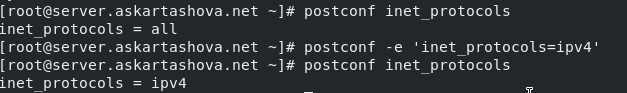 [root@server.askartashova.net ~]# postconf inet_protocols
inet_protocols = all
[root@server.askartashova.net ~]# postconf -e 'inet_protocols=ipv4'
[root@server.askartashova.net ~]# postconf inet_protocols
inet_protocols = ipv4